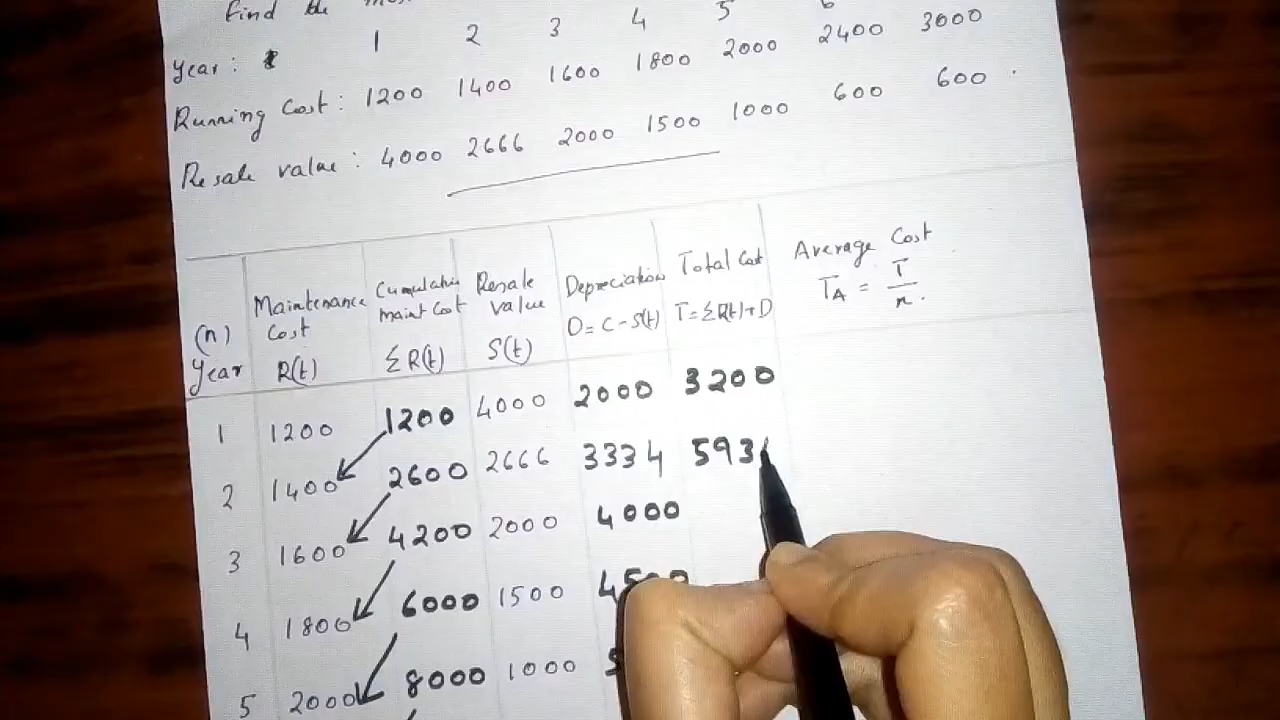 Find the
Year: 1 2 3 4 5 6
Running Cost: 1200 1400 1600 1800 2000 2400 3000
Resale value: 4000 2666 2000 1500 1000 600 600
(n) Year Maintenance Cost R(t) Cumulative Maint Cost ΣR(t) Resale Value S(t) Depreciation D=C-S(t) Total Cost T=ΣR(t)+D Average Cost T_A = T/n.
1 1200 1200 4000 2000 3200
2 1400 2600 2666 3334 593
3 1600 4200 2000 4000
4 1800 6000 1500 4500
5 2000 8000 1000